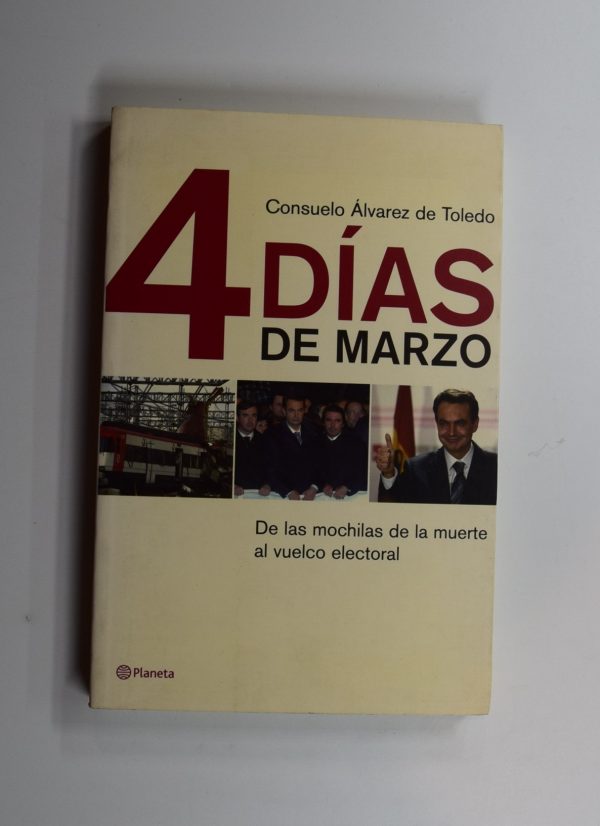 Consuelo Álvarez de Toledo
4 DÍAS
DE MARZO
De las mochilas de la muerte
al vuelco electoral
Planeta